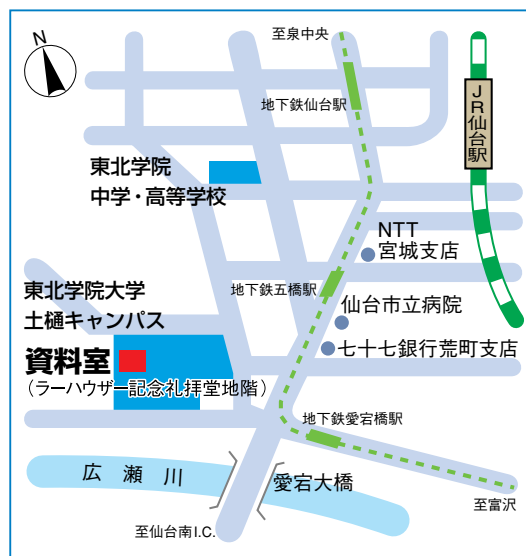 N
至泉中央
地下鉄仙台駅
JR仙台駅
東北学院
中学・高等学校
NTT
宮城支店
地下鉄五橋駅
東北学院大学
土樋キャンパス
仙台市立病院
資料室
七十七銀行荒町支店
（ラーハウザー記念礼拝堂地階）
地下鉄愛宕橋駅
広瀬川
愛宕大橋
至富沢
至仙台南I.C.